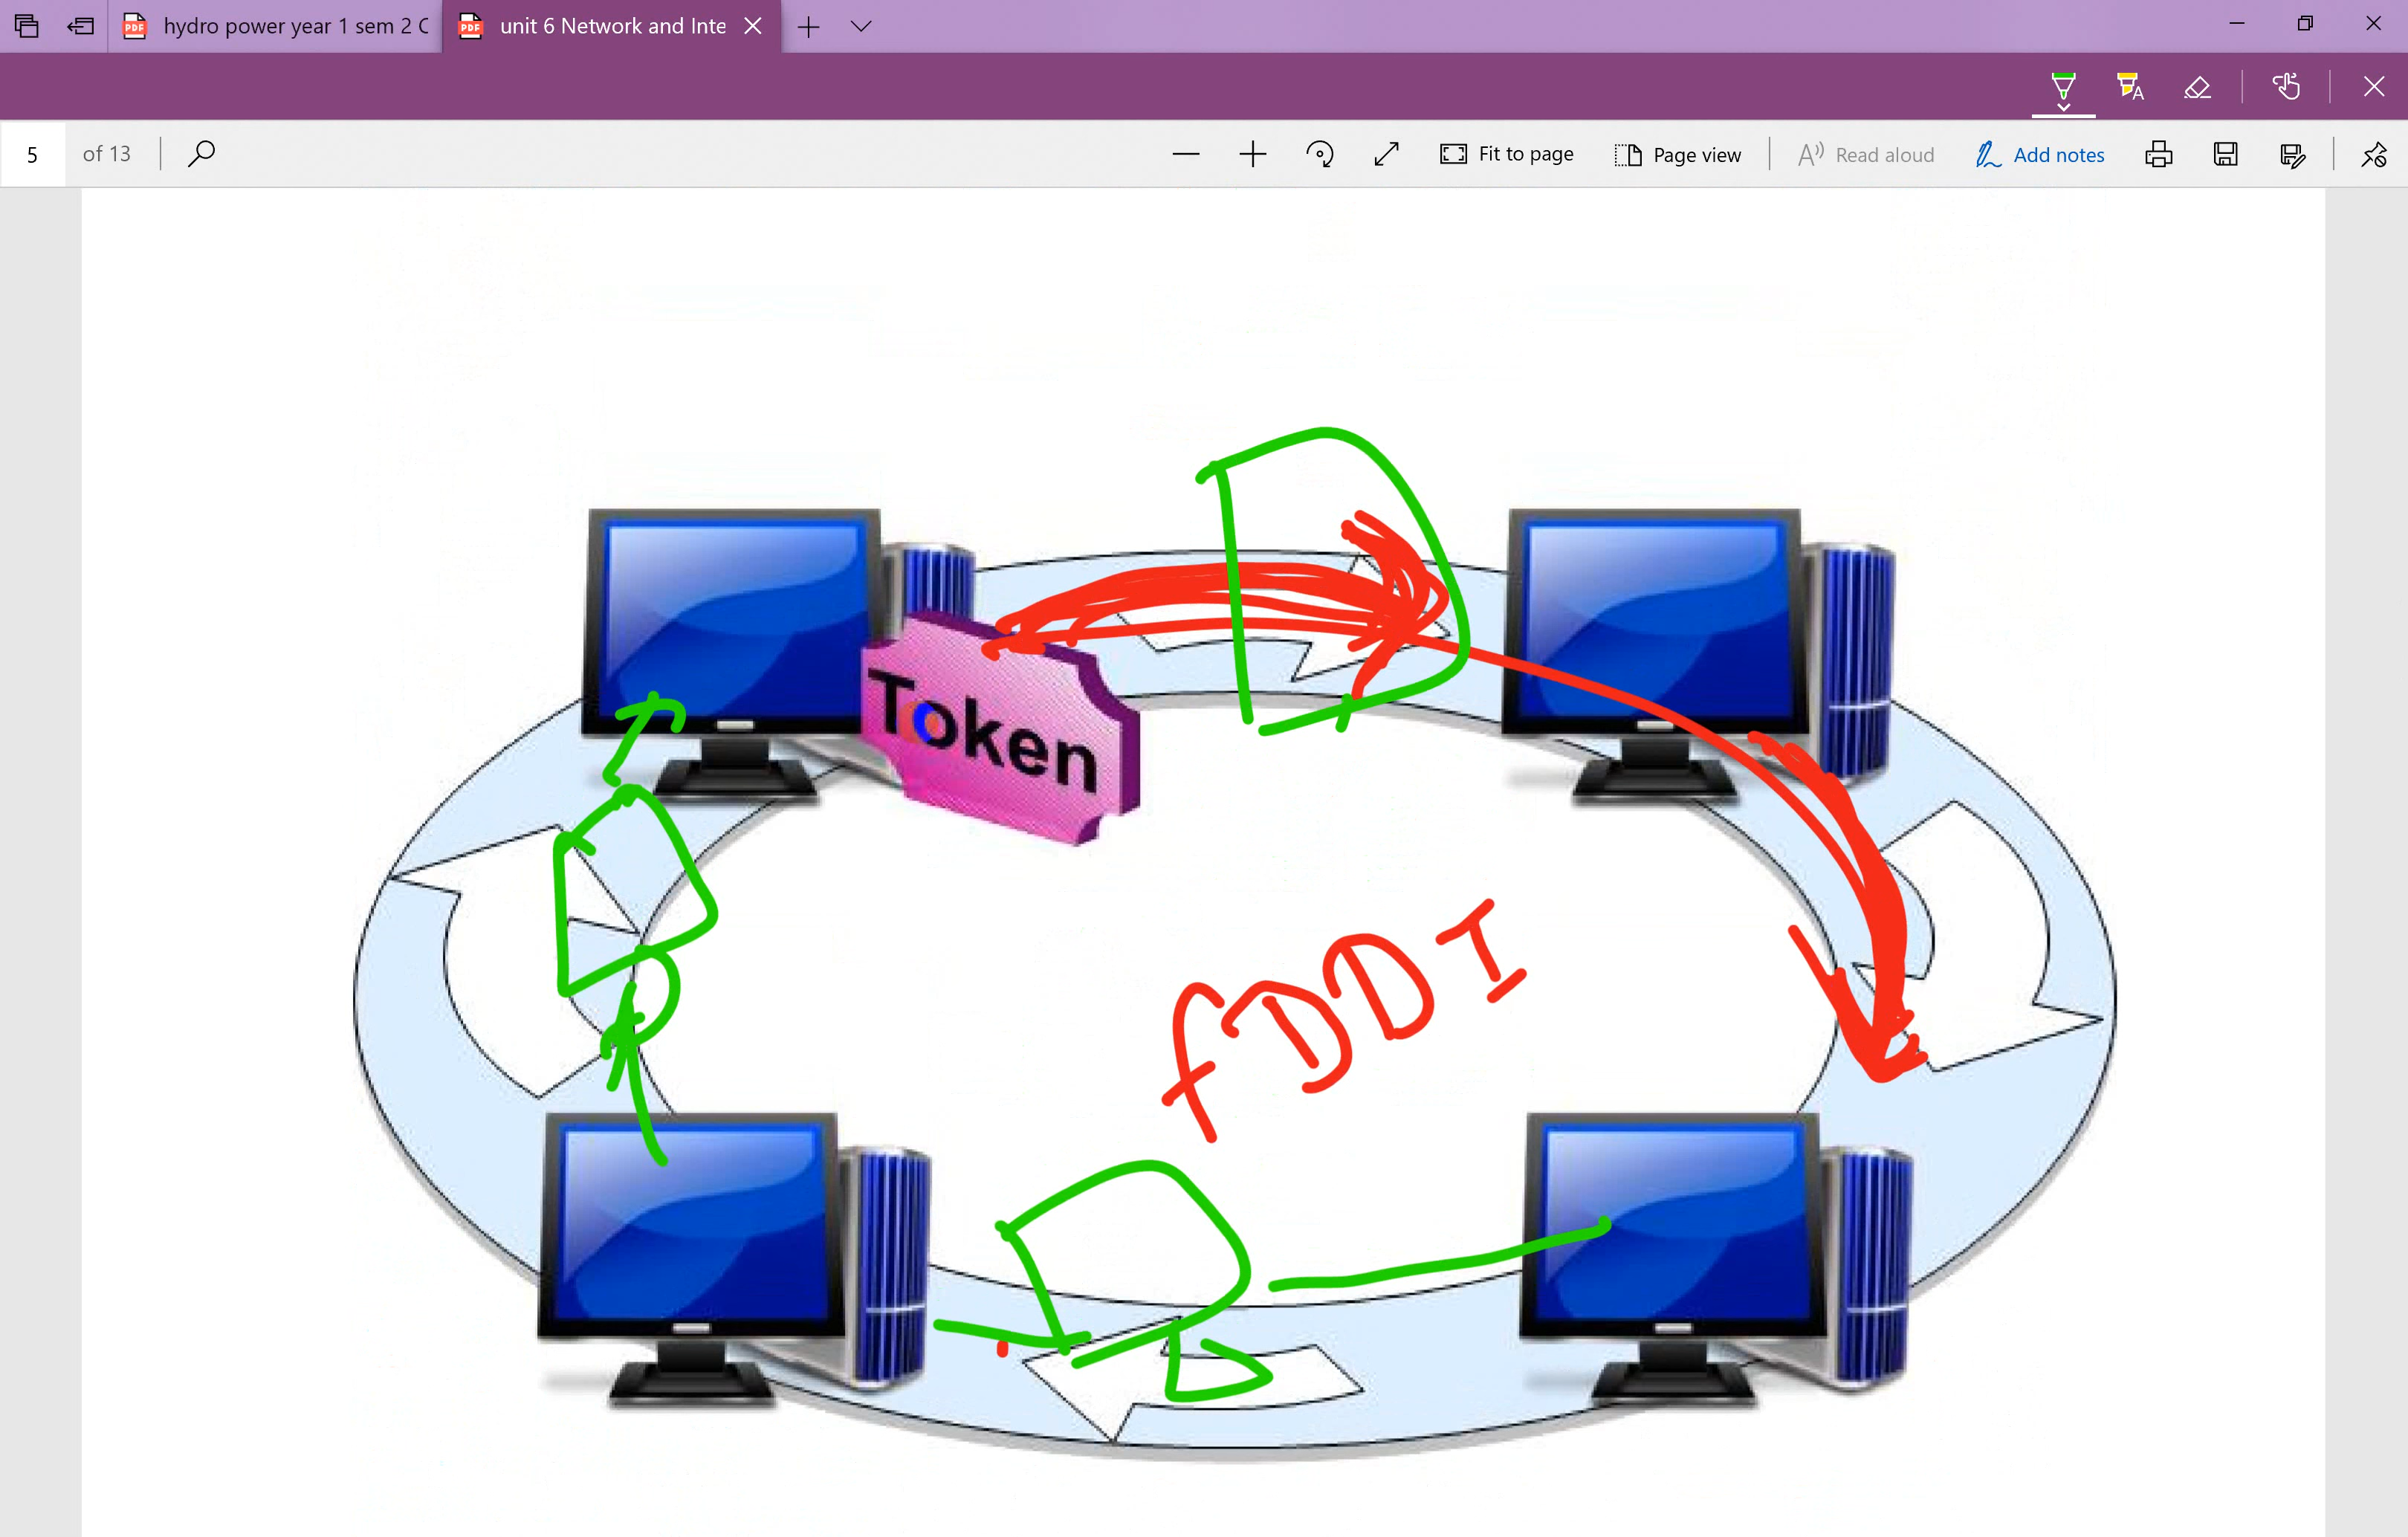 hydro power year 1 sem 2 C
unit 6 Network and Inte
5 of 13
Fit to page
Page view
Read aloud
Add notes
Token
fDDI